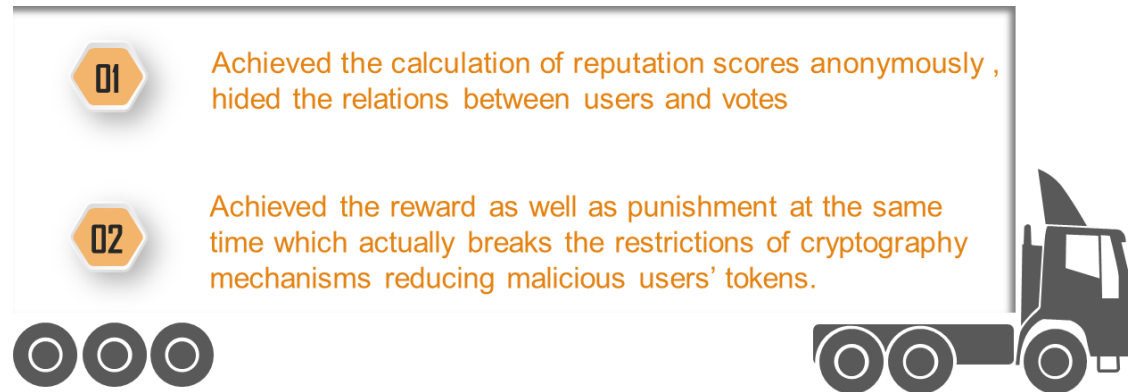 01
Achieved the calculation of reputation scores anonymously ,
hided the relations between users and votes
02
Achieved the reward as well as punishment at the same
time which actually breaks the restrictions of cryptography
mechanisms reducing malicious users’ tokens.